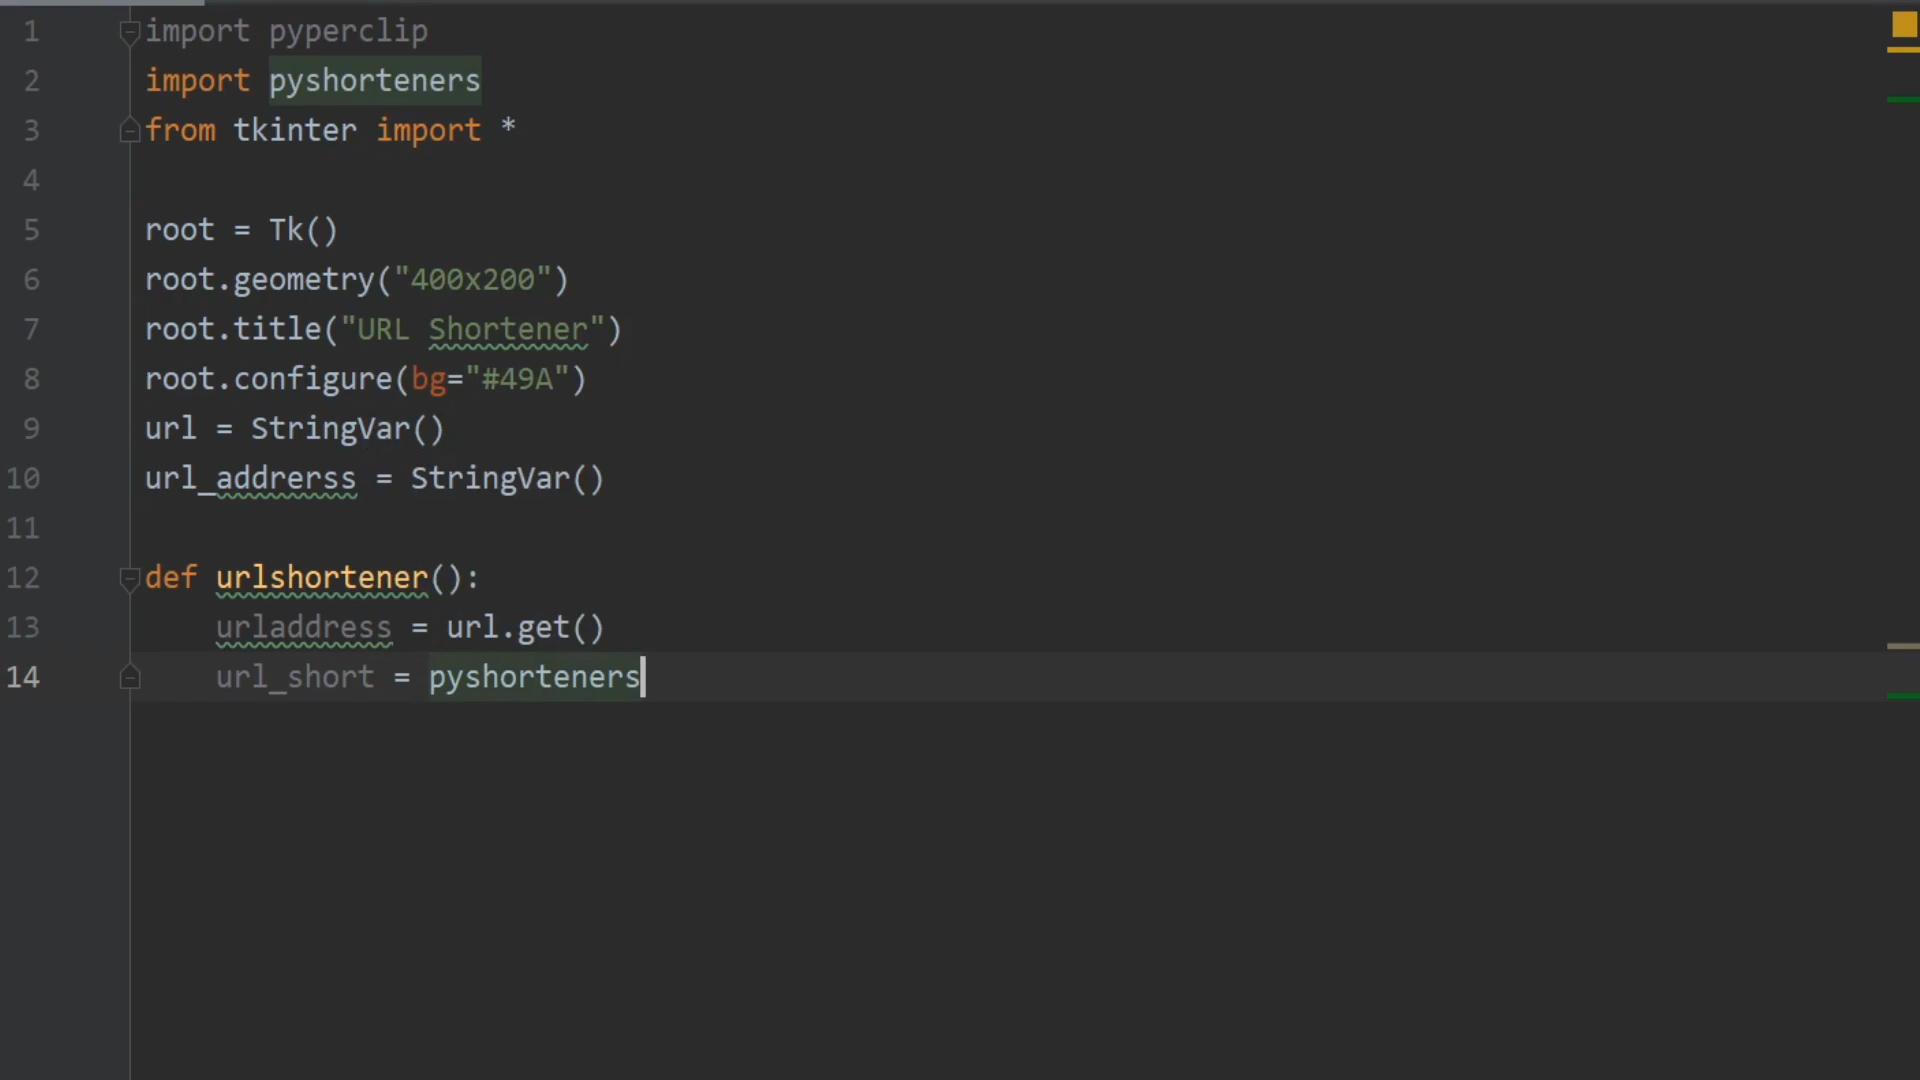 1 import pyperclip
2 import pyshorteners
3 from tkinter import *
4
5 root = Tk()
6 root.geometry("400x200")
7 root.title("URL Shortener")
8 root.configure(bg="#49A")
9 url = StringVar()
10 url_addrerss = StringVar()
11
12 def urlshortener():
13     urladdress = url.get()
14     url_short = pyshorteners